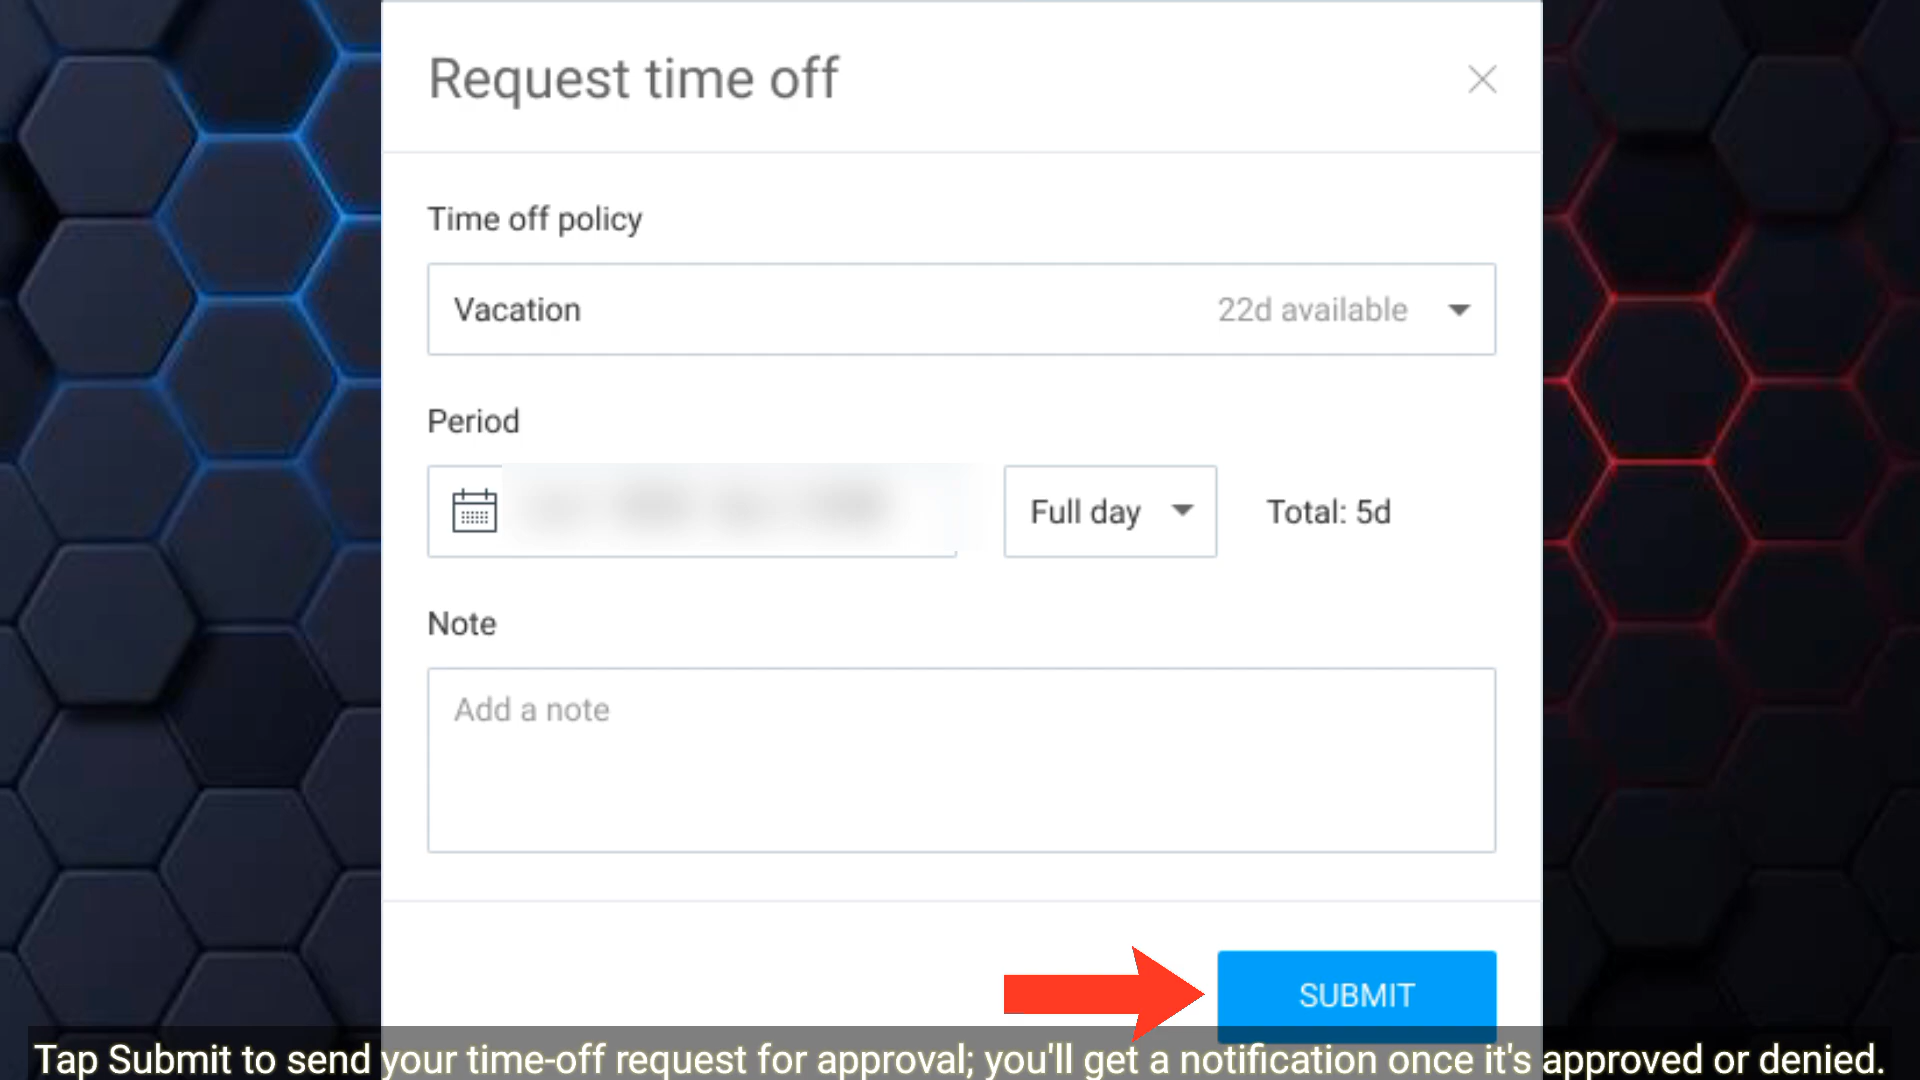 Request time off
Time off policy
Vacation 22d available
Period
Full day Total: 5d
Note
Add a note
SUBMIT
Tap Submit to send your time-off request for approval; you'll get a notification once it's approved or denied.